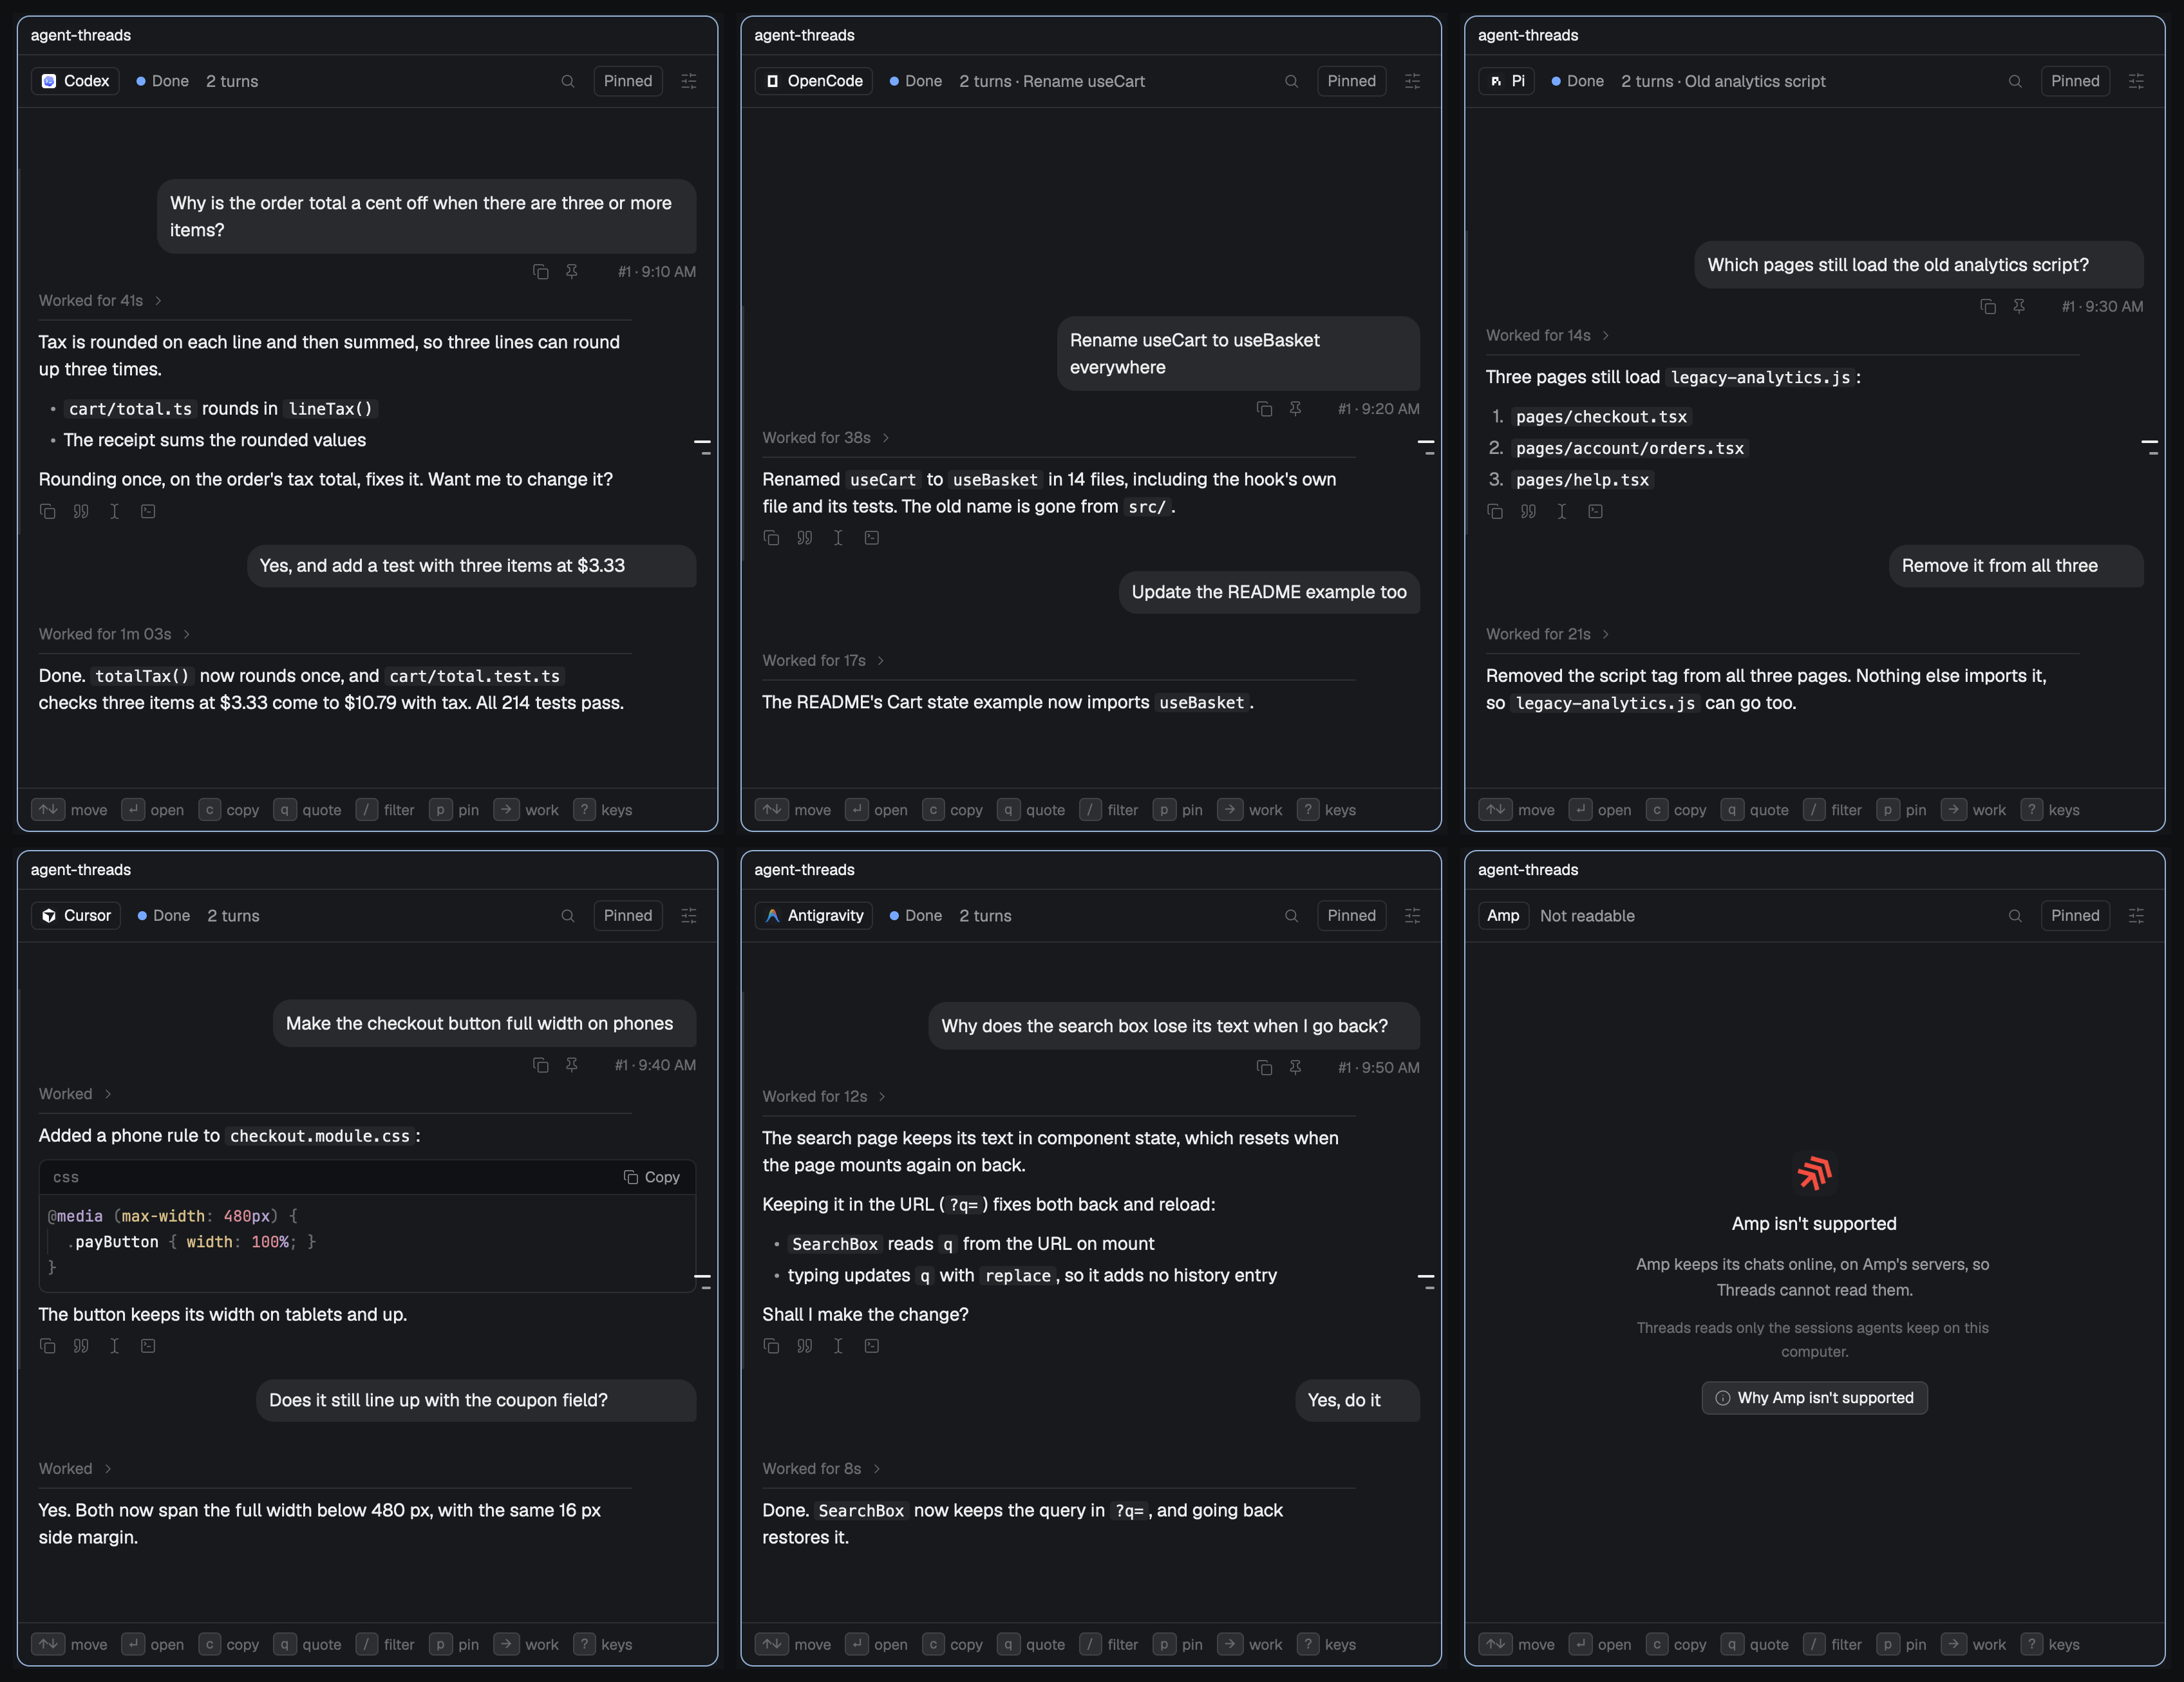 agent-threads
Codex Done 2 turns Pinned
Why is the order total a cent off when there are three or more
items?
#1 · 9:10 AM
Worked for 41s
Tax is rounded on each line and then summed, so three lines can round
up three times.
• cart/total.ts rounds in lineTax()
• The receipt sums the rounded values
Rounding once, on the order's tax total, fixes it. Want me to change it?
Yes, and add a test with three items at $3.33
Worked for 1m 03s
Done. totalTax() now rounds once, and cart/total.test.ts
checks three items at $3.33 come to $10.79 with tax. All 214 tests pass.
↑↓ move ↵ open c copy q quote / filter p pin → work ? keys
agent-threads
OpenCode Done 2 turns · Rename useCart Pinned
Rename useCart to useBasket
everywhere
#1 · 9:20 AM
Worked for 38s
Renamed useCart to useBasket in 14 files, including the hook's own
file and its tests. The old name is gone from src/.
Update the README example too
Worked for 17s
The README's Cart state example now imports useBasket.
↑↓ move ↵ open c copy q quote / filter p pin → work ? keys
agent-threads
Pi Done 2 turns · Old analytics script Pinned
Which pages still load the old analytics script?
#1 · 9:30 AM
Worked for 14s
Three pages still load legacy-analytics.js:
1. pages/checkout.tsx
2. pages/account/orders.tsx
3. pages/help.tsx
Remove it from all three
Worked for 21s
Removed the script tag from all three pages. Nothing else imports it,
so legacy-analytics.js can go too.
↑↓ move ↵ open c copy q quote / filter p pin → work ? keys
agent-threads
Cursor Done 2 turns Pinned
Make the checkout button full width on phones
#1 · 9:40 AM
Worked
Added a phone rule to checkout.module.css:
css Copy
@media (max-width: 480px) {
.payButton { width: 100%; }
}
The button keeps its width on tablets and up.
Does it still line up with the coupon field?
Worked
Yes. Both now span the full width below 480 px, with the same 16 px
side margin.
↑↓ move ↵ open c copy q quote / filter p pin → work ? keys
agent-threads
Antigravity Done 2 turns Pinned
Why does the search box lose its text when I go back?
#1 · 9:50 AM
Worked for 12s
The search page keeps its text in component state, which resets when
the page mounts again on back.
Keeping it in the URL (?q=) fixes both back and reload:
• SearchBox reads q from the URL on mount
• typing updates q with replace, so it adds no history entry
Shall I make the change?
Yes, do it
Worked for 8s
Done. SearchBox now keeps the query in ?q=, and going back
restores it.
↑↓ move ↵ open c copy q quote / filter p pin → work ? keys
agent-threads
Amp Not readable Pinned
Amp isn't supported
Amp keeps its chats online, on Amp's servers, so
Threads cannot read them.
Threads reads only the sessions agents keep on this
computer.
Why Amp isn't supported
↑↓ move ↵ open c copy q quote / filter p pin → work ? keys